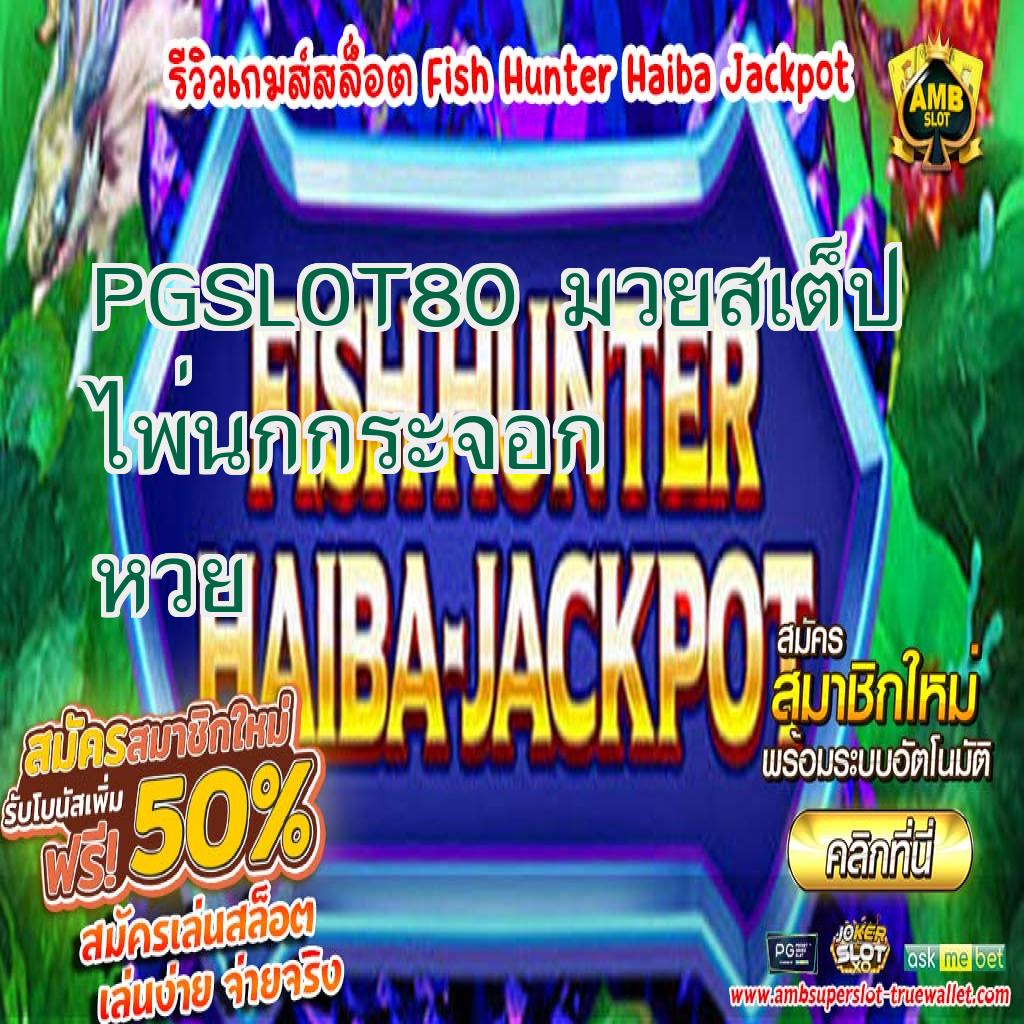 รีวิวเกมส์สล็อต Fish Hunter Haiba Jackpot
AMB
SLOT
PGSLOT80 มวยสเต็ป
ไพ่นกกระจอก
หวย
FISH HUNTER
HAIBA-JACKPOT
สมัคร
สมาชิกใหม่
พร้อมระบบอัตโนมัติ
คลิกที่นี่
สมัครสมาชิกใหม่
รับโบนัสเพิ่ม
ฟรี! 50%
สมัครเล่นสล็อต
เล่นง่าย จ่ายจริง
PG
JOKER
SLOT
XO
ask me bet
www.ambsuperslot-truewallet.com